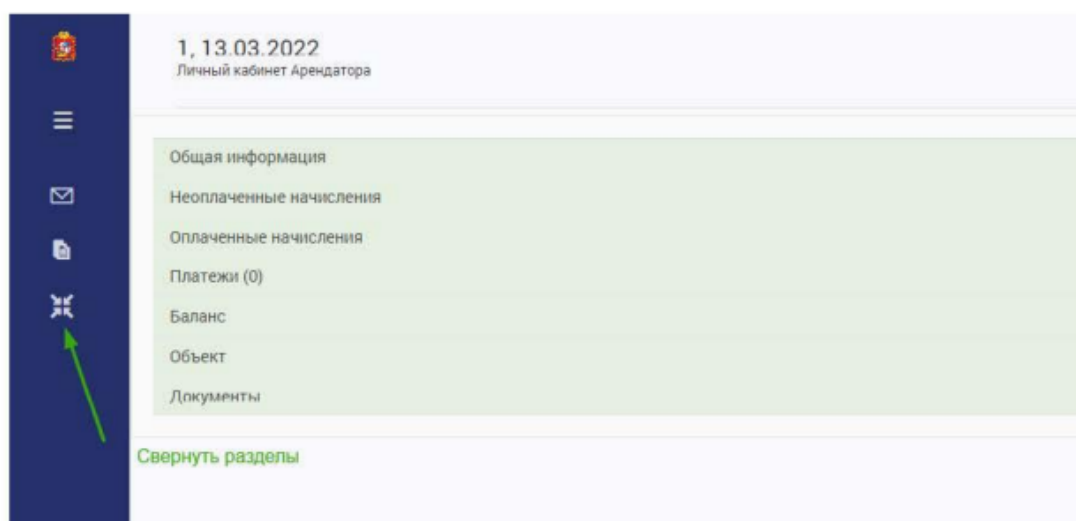 1, 13.03.2022
Личный кабинет Арендатора
Общая информация
Неоплаченные начисления
Оплаченные начисления
Платежи (0)
Баланс
Объект
Документы
Свернуть разделы